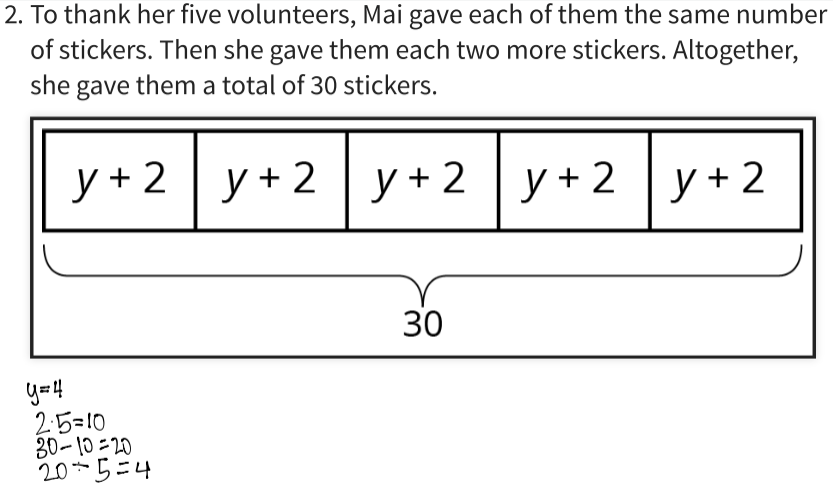 2. To thank her five volunteers, Mai gave each of them the same number
of stickers. Then she gave them each two more stickers. Altogether,
she gave them a total of 30 stickers.
y + 2 y + 2 y + 2 y + 2 y + 2
30
y=4
2·5=10
30-10=20
20÷5=4